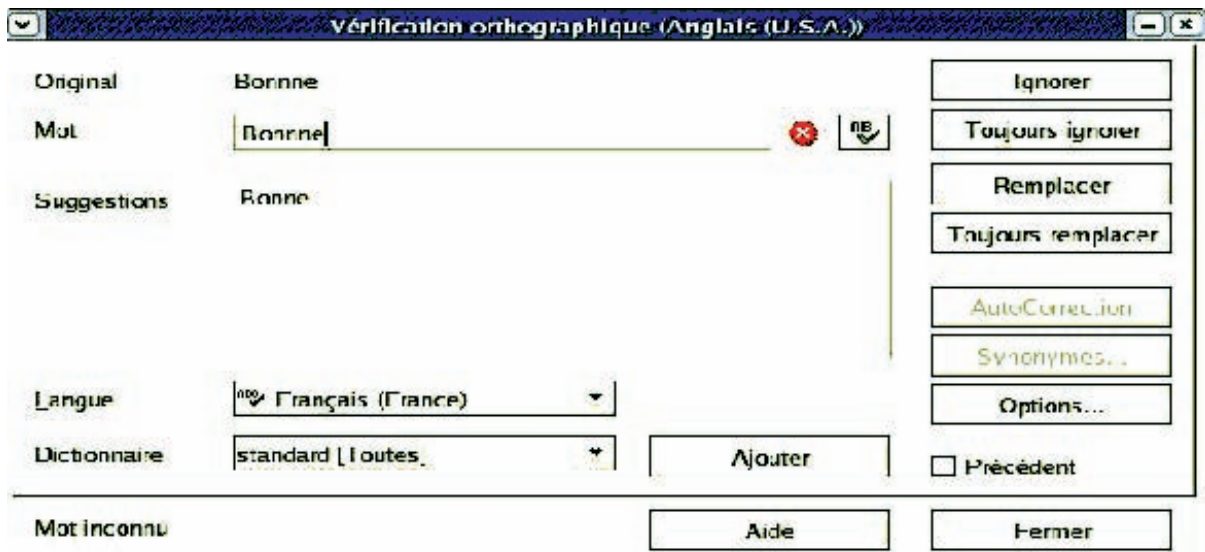 Vérification orthographique (Anglais (U.S.A.))
Original Bonnne Ignorer
Mot Bonnne Toujours ignorer
Suggestions Bonne Remplacer
Toujours remplacer
AutoCorrection
Synonymes...
Langue Français (France) Options...
Dictionnaire standard [Toutes Ajouter Précédent
Mot inconnu Aide Fermer